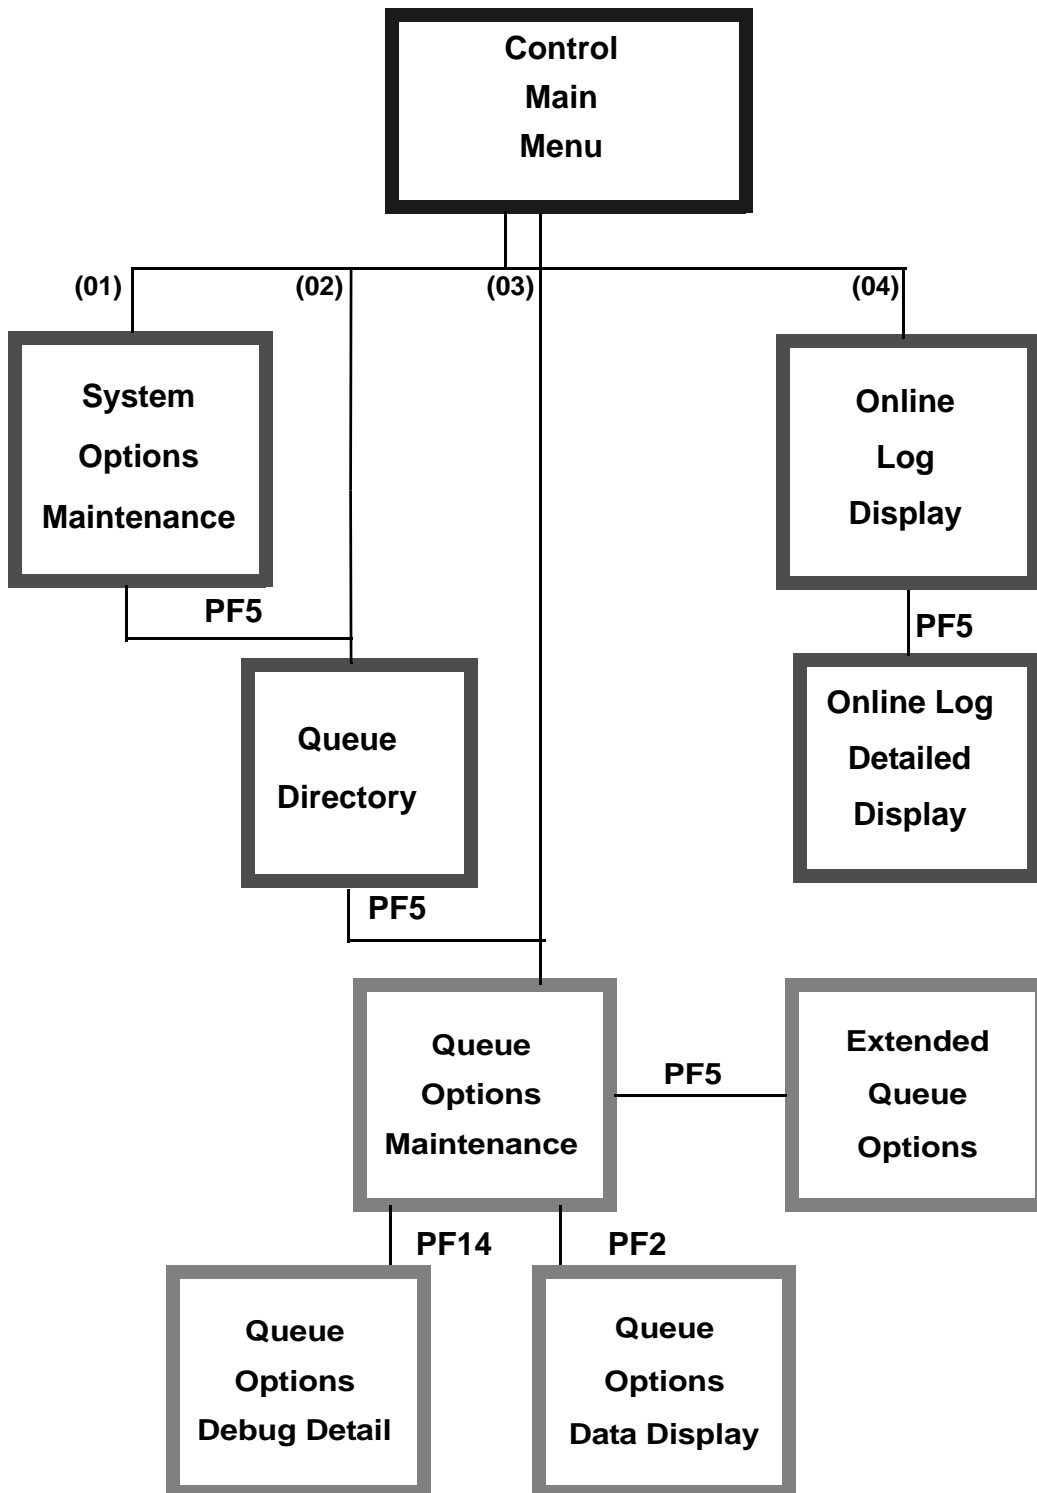 Control
Main
Menu
(01)
(02)
(03)
(04)
System
Options
Maintenance
Online
Log
Display
PF5
PF5
Queue
Directory
Online Log
Detailed
Display
PF5
Queue
Options
Maintenance
PF5
Extended
Queue
Options
PF14
PF2
Queue
Options
Debug Detail
Queue
Options
Data Display